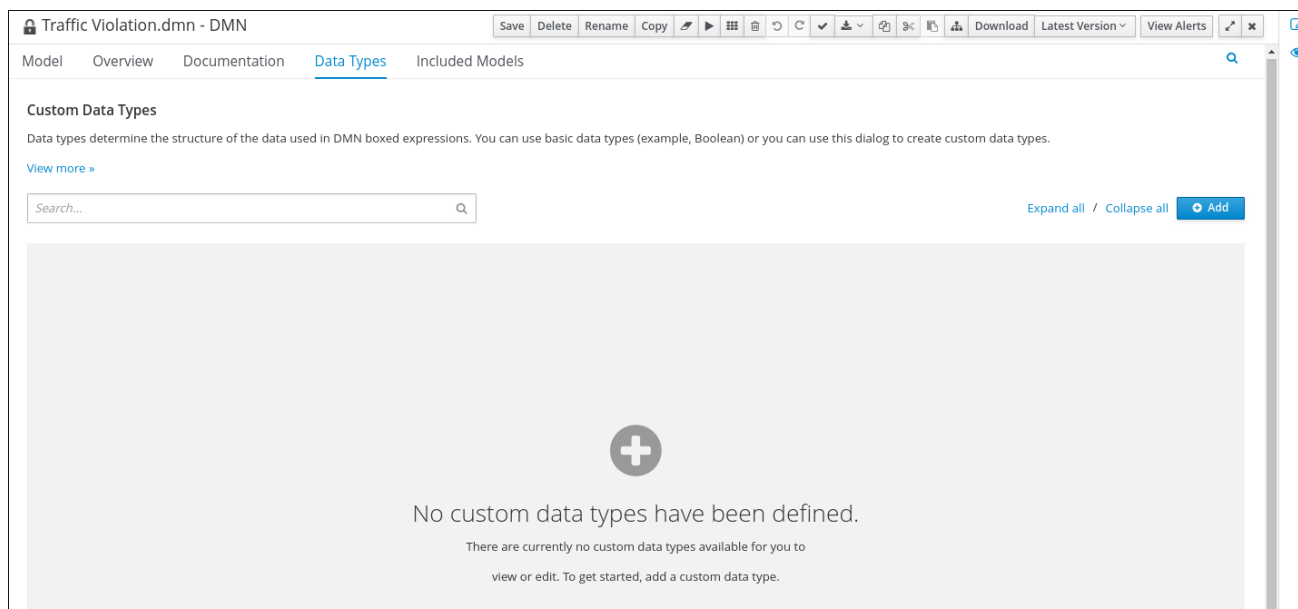 Traffic Violation.dmn - DMN
Save Delete Rename Copy Download Latest Version View Alerts
Model Overview Documentation Data Types Included Models
Custom Data Types
Data types determine the structure of the data used in DMN boxed expressions. You can use basic data types (example, Boolean) or you can use this dialog to create custom data types.
View more »
Search...
Expand all / Collapse all Add
No custom data types have been defined.
There are currently no custom data types available for you to
view or edit. To get started, add a custom data type.